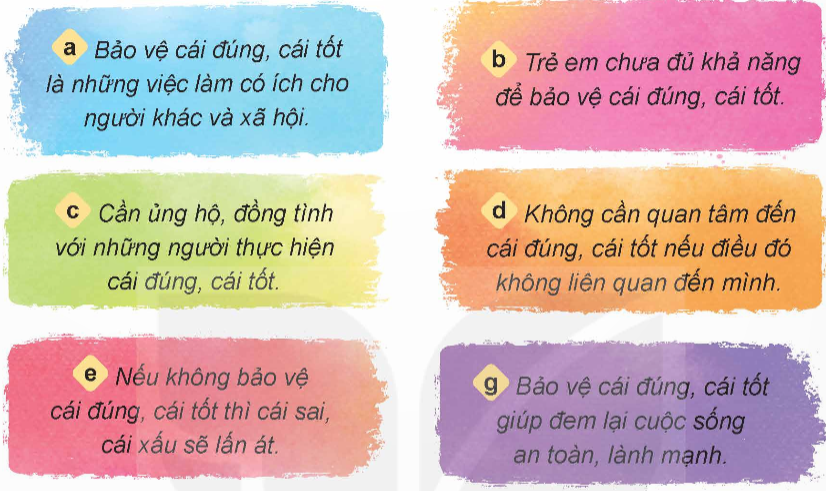 a Bảo vệ cái đúng, cái tốt
là những việc làm có ích cho
người khác và xã hội.
b Trẻ em chưa đủ khả năng
để bảo vệ cái đúng, cái tốt.
c Cần ủng hộ, đồng tình
với những người thực hiện
cái đúng, cái tốt.
d Không cần quan tâm đến
cái đúng, cái tốt nếu điều đó
không liên quan đến mình.
e Nếu không bảo vệ
cái đúng, cái tốt thì cái sai,
cái xấu sẽ lấn át.
g Bảo vệ cái đúng, cái tốt
giúp đem lại cuộc sống
an toàn, lành mạnh.